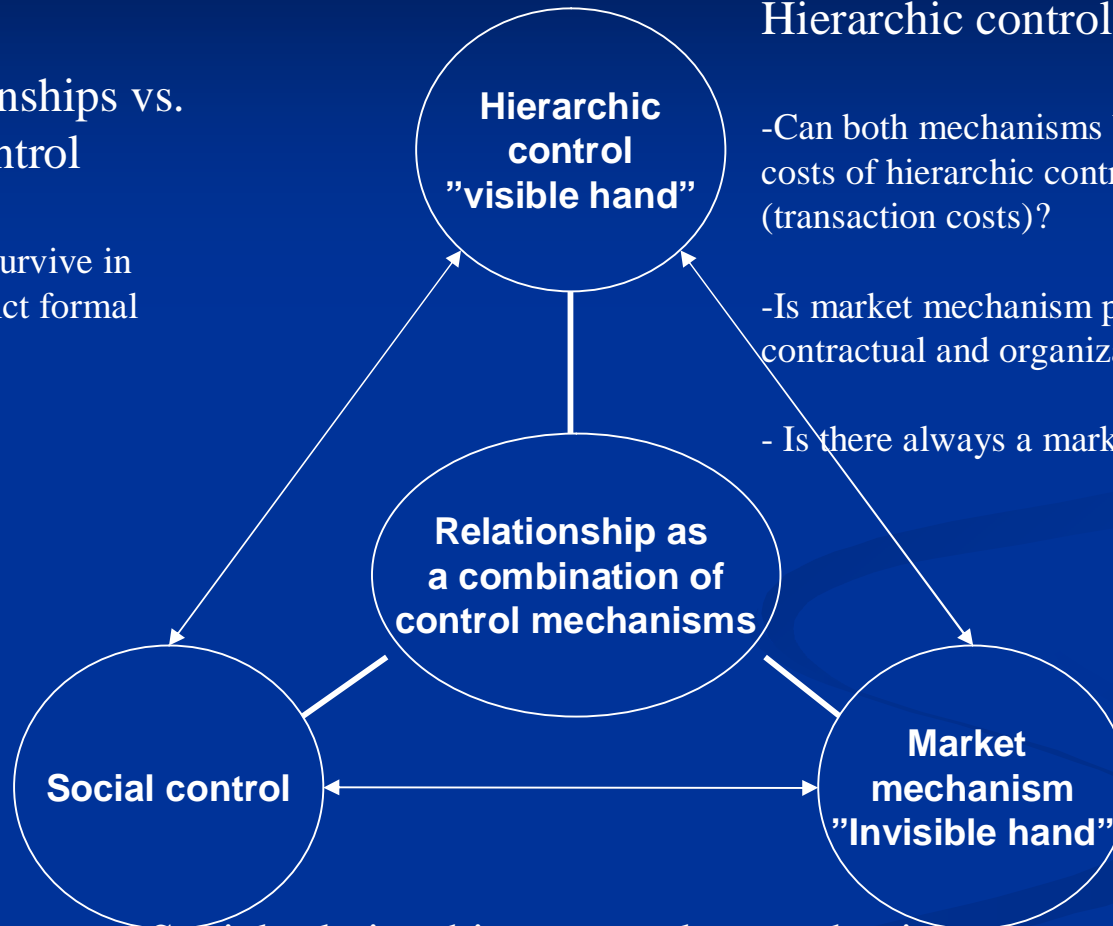 onships vs.
ntrol
urvive in
ct formal
Hierarchic
control
”visible hand”
Hierarchic control
-Can both mechanisms
costs of hierarchic contr
(transaction costs)?
-Is market mechanism p
contractual and organiza
- Is there always a mark
Relationship as
a combination of
control mechanisms
Social control
Market
mechanism
”Invisible hand”